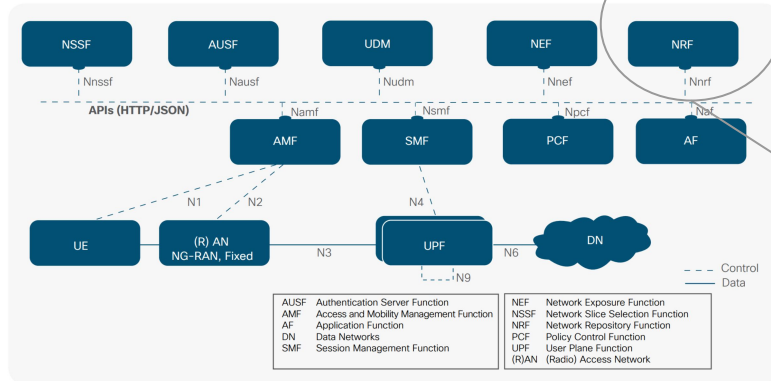 NSSF AUSF UDM NEF NRF
Nnssf Nausf Nudm Nnef Nnrf
APIs (HTTP/JSON)
Namf Nsmf Npcf Naf
AMF SMF PCF AF
N1 N2 N4
UE
(R) AN
NG-RAN, Fixed
N3
UPF
N6
DN
N9
Control
Data
AUSF Authentication Server Function
AMF Access and Mobility Management Function
AF Application Function
DN Data Networks
SMF Session Management Function
NEF Network Exposure Function
NSSF Network Slice Selection Function
NRF Network Repository Function
PCF Policy Control Function
UPF User Plane Function
(R)AN (Radio) Access Network